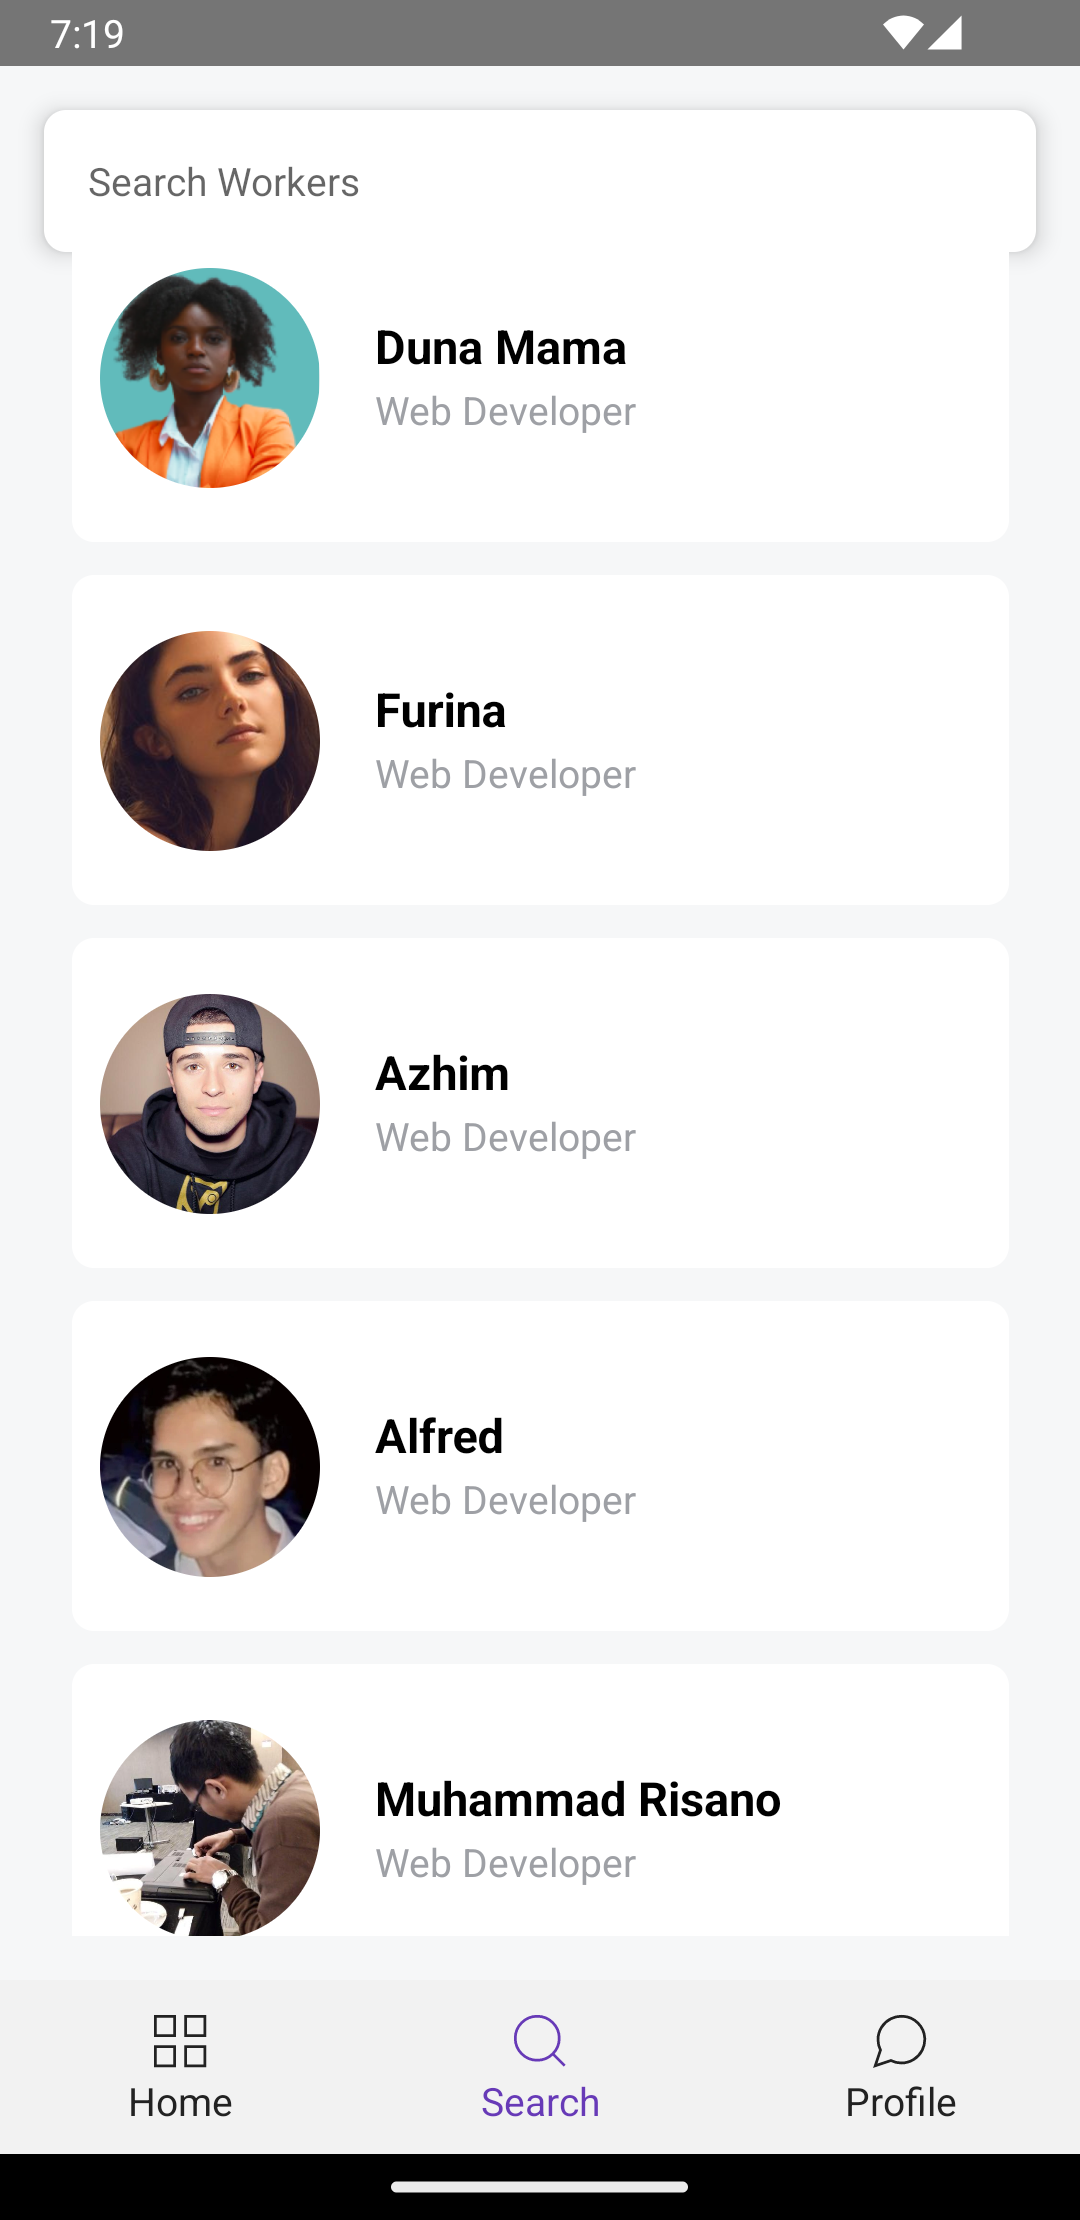 7:19
Search Workers
Duna Mama
Web Developer
Furina
Web Developer
Azhim
Web Developer
Alfred
Web Developer
Muhammad Risano
Web Developer
Home
Search
Profile